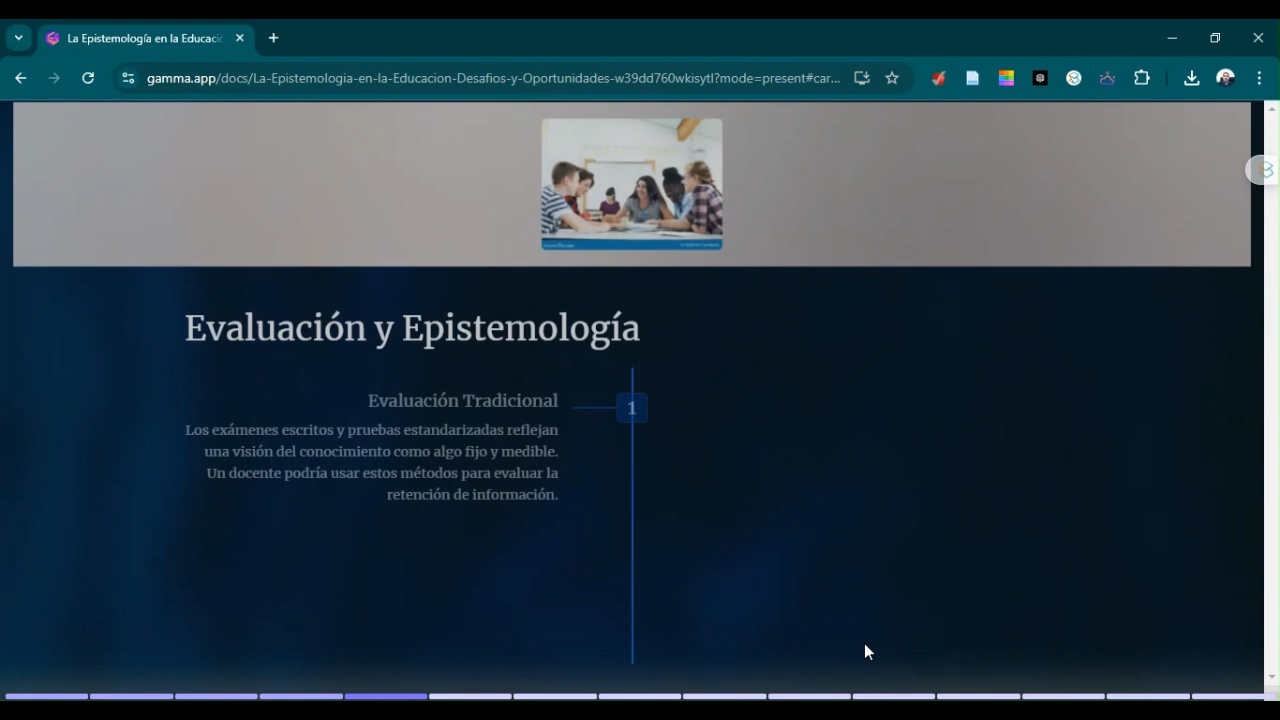 La Epistemología en la Educaci
gamma.app/docs/La-Epistemologia-en-la-Educacion-Desafios-y-Oportunidades-w39dd760wkisytl?mode=present#car...
Evaluación y Epistemología
Evaluación Tradicional
1
Los exámenes escritos y pruebas estandarizadas reflejan
una visión del conocimiento como algo fijo y medible.
Un docente podría usar estos métodos para evaluar la
retención de información.